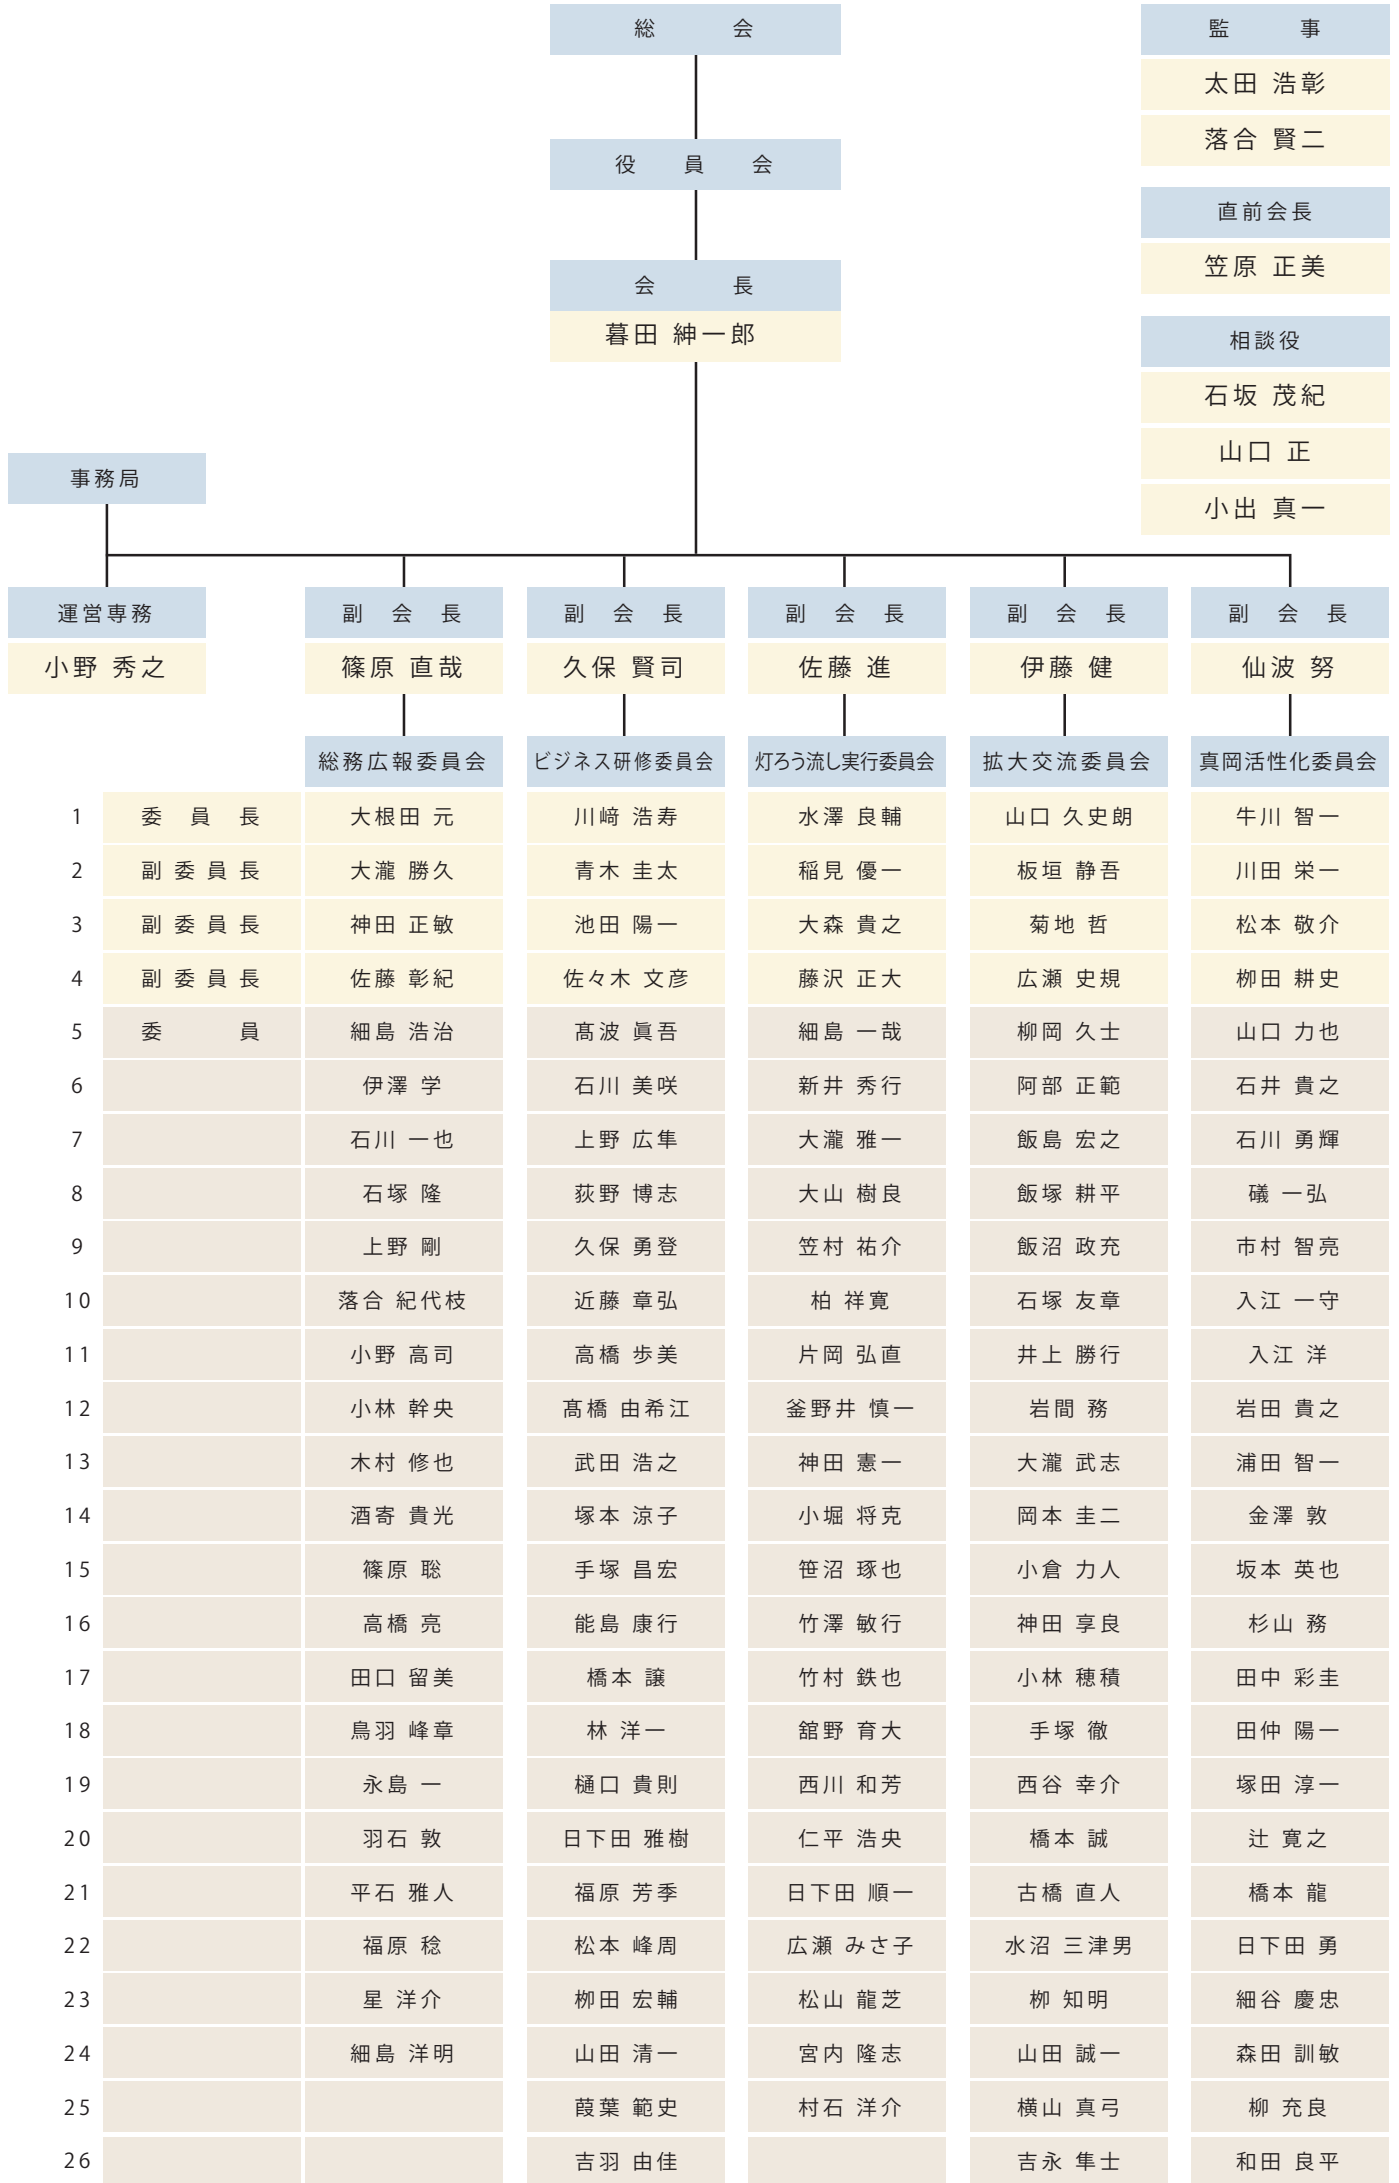 総 会
役 員 会
会 長
暮田 紳一郎
監 事
太田 浩彰
落合 賢二
直前会長
笠原 正美
相談役
石坂 茂紀
山口 正
小出 真一
事務局
運営専務 副 会 長 副 会 長 副 会 長 副 会 長 副 会 長
小野 秀之 篠原 直哉 久保 賢司 佐藤 進 伊藤 健 仙波 努
総務広報委員会 ビジネス研修委員会 灯ろう流し実行委員会 拡大交流委員会 真岡活性化委員会
1 委 員 長 大根田 元 川﨑 浩寿 水澤 良輔 山口 久史朗 牛川 智一
2 副委員長 大瀧 勝久 青木 圭太 稲見 優一 板垣 静吾 川田 栄一
3 副委員長 神田 正敏 池田 陽一 大森 貴之 菊地 哲 松本 敬介
4 副委員長 佐藤 彰紀 佐々木 文彦 藤沢 正大 広瀬 史規 栁田 耕史
5 委 員 細島 浩治 髙波 眞吾 細島 一哉 柳岡 久士 山口 力也
6 伊澤 学 石川 美咲 新井 秀行 阿部 正範 石井 貴之
7 石川 一也 上野 広隼 大瀧 雅一 飯島 宏之 石川 勇輝
8 石塚 隆 荻野 博志 大山 樹良 飯塚 耕平 礒 一弘
9 上野 剛 久保 勇登 笠村 祐介 飯沼 政充 市村 智亮
10 落合 紀代枝 近藤 章弘 柏 祥寛 石塚 友章 入江 一守
11 小野 高司 高橋 歩美 片岡 弘直 井上 勝行 入江 洋
12 小林 幹央 髙橋 由希江 釜野井 慎一 岩間 務 岩田 貴之
13 木村 修也 武田 浩之 神田 憲一 大瀧 武志 浦田 智一
14 酒寄 貴光 塚本 涼子 小堀 将克 岡本 圭二 金澤 敦
15 篠原 聡 手塚 昌宏 笹沼 琢也 小倉 力人 坂本 英也
16 高橋 亮 能島 康行 竹澤 敏行 神田 享良 杉山 務
17 田口 留美 橋本 譲 竹村 鉄也 小林 穂積 田中 彩圭
18 鳥羽 峰章 林 洋一 舘野 育大 手塚 徹 田仲 陽一
19 永島 一 樋口 貴則 西川 和芳 西谷 幸介 塚田 淳一
20 羽石 敦 日下田 雅樹 仁平 浩央 橋本 誠 辻 寛之
21 平石 雅人 福原 芳季 日下田 順一 古橋 直人 橋本 龍
22 福原 稔 松本 峰周 広瀬 みさ子 水沼 三津男 日下田 勇
23 星 洋介 栁田 宏輔 松山 龍芝 栁 知明 細谷 慶忠
24 細島 洋明 山田 清一 宮内 隆志 山田 誠一 森田 訓敏
25 葭葉 範史 村石 洋介 横山 真弓 柳 充良
26 吉羽 由佳 吉永 隼士 和田 良平